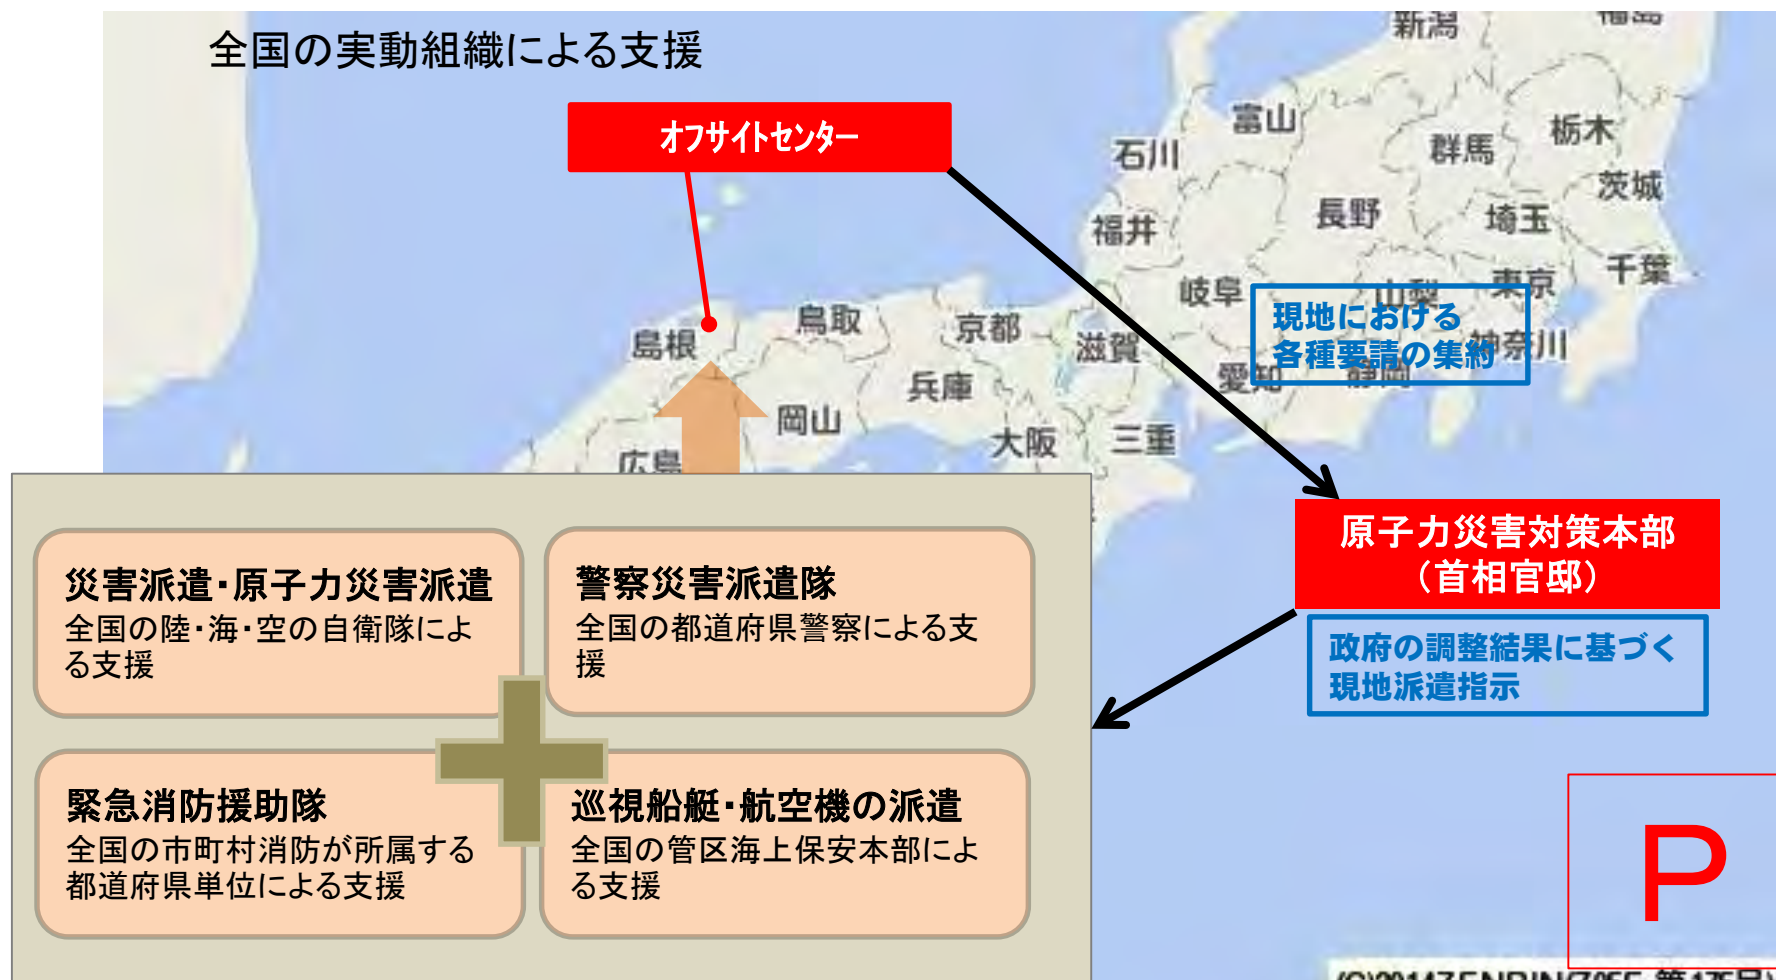 全国の実動組織による支援
新潟
福島
オフサイトセンター
富山
石川
群馬
栃木
茨城
福井
長野
埼玉
岐阜
山梨
東京
千葉
現地における
各種要請の集約
神奈川
島根
鳥取
京都
滋賀
愛知
静岡
兵庫
岡山
大阪
三重
広島
原子力災害対策本部
（首相官邸）
政府の調整結果に基づく
現地派遣指示
災害派遣・原子力災害派遣
全国の陸・海・空の自衛隊によ
る支援
警察災害派遣隊
全国の都道府県警察による支
援
緊急消防援助隊
全国の市町村消防が所属する
都道府県単位による支援
巡視船艇・航空機の派遣
全国の管区海上保安本部によ
る支援
P